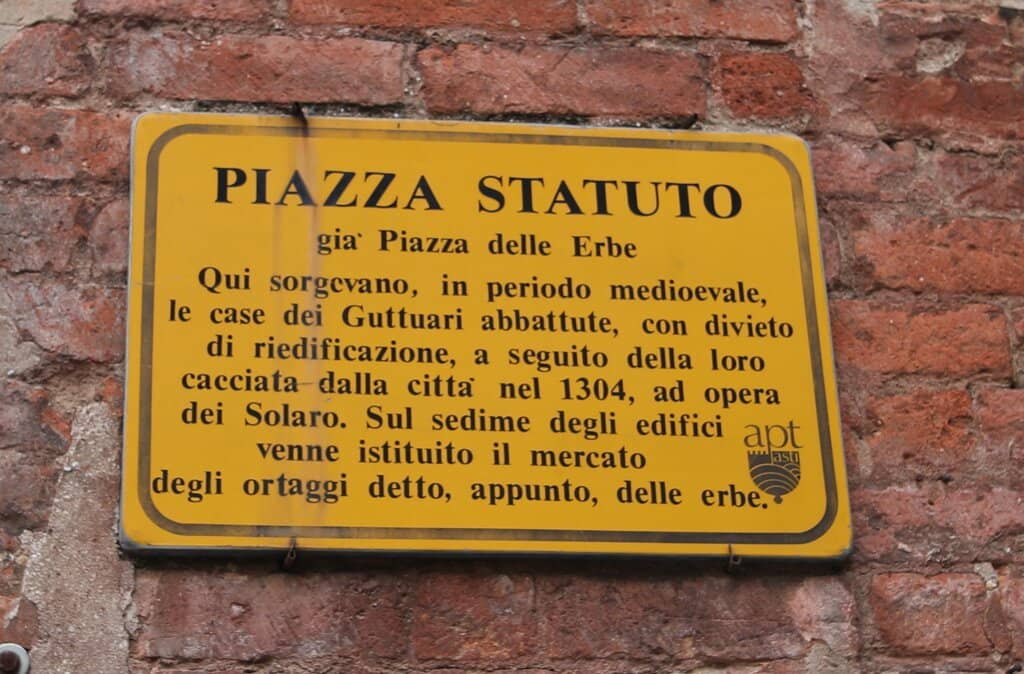 PIAZZA STATUTO
gia' Piazza delle Erbe
Qui sorgevano, in periodo medioevale,
le case dei Guttuari abbattute, con divieto
di riedificazione, a seguito della loro
cacciata dalla citta' nel 1304, ad opera
dei Solaro. Sul sedime degli edifici
venne istituito il mercato
degli ortaggi detto, appunto, delle erbe.
apt
asti